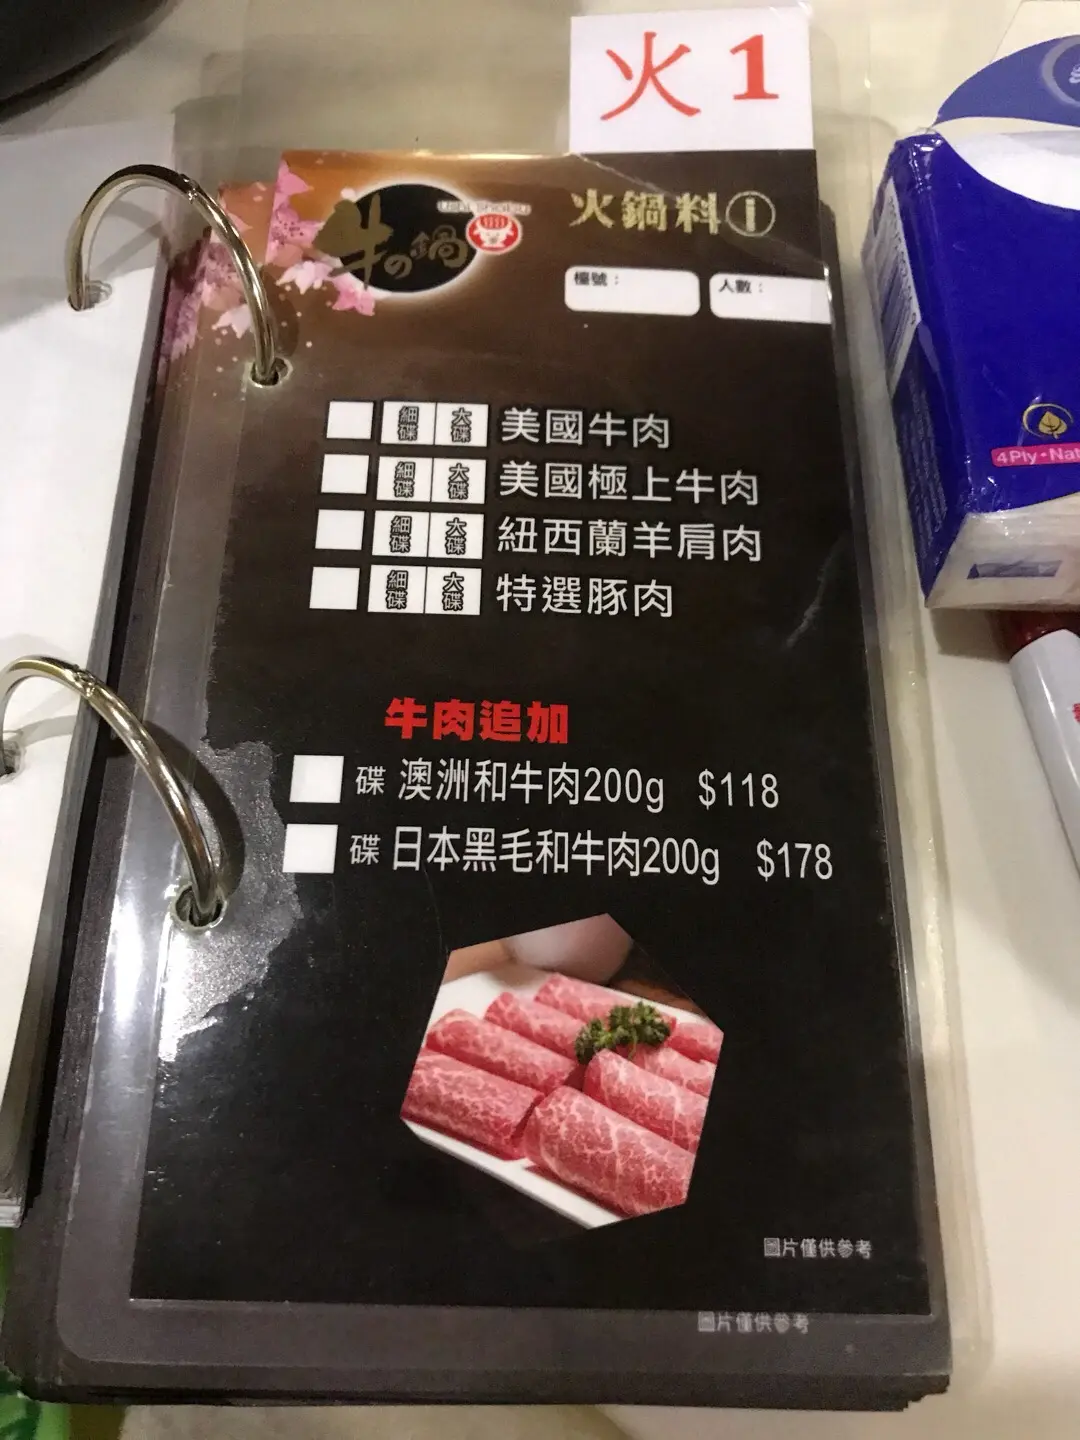 火1
牛の鍋
Ushi Shabu
火鍋料①
檯號：
人數：
細碟 大碟 美國牛肉
細碟 大碟 美國極上牛肉
細碟 大碟 紐西蘭羊肩肉
細碟 大碟 特選豚肉
牛肉追加
碟 澳洲和牛肉200g $118
碟 日本黑毛和牛肉200g $178
圖片僅供參考
圖片僅供參考
4Ply·Nat